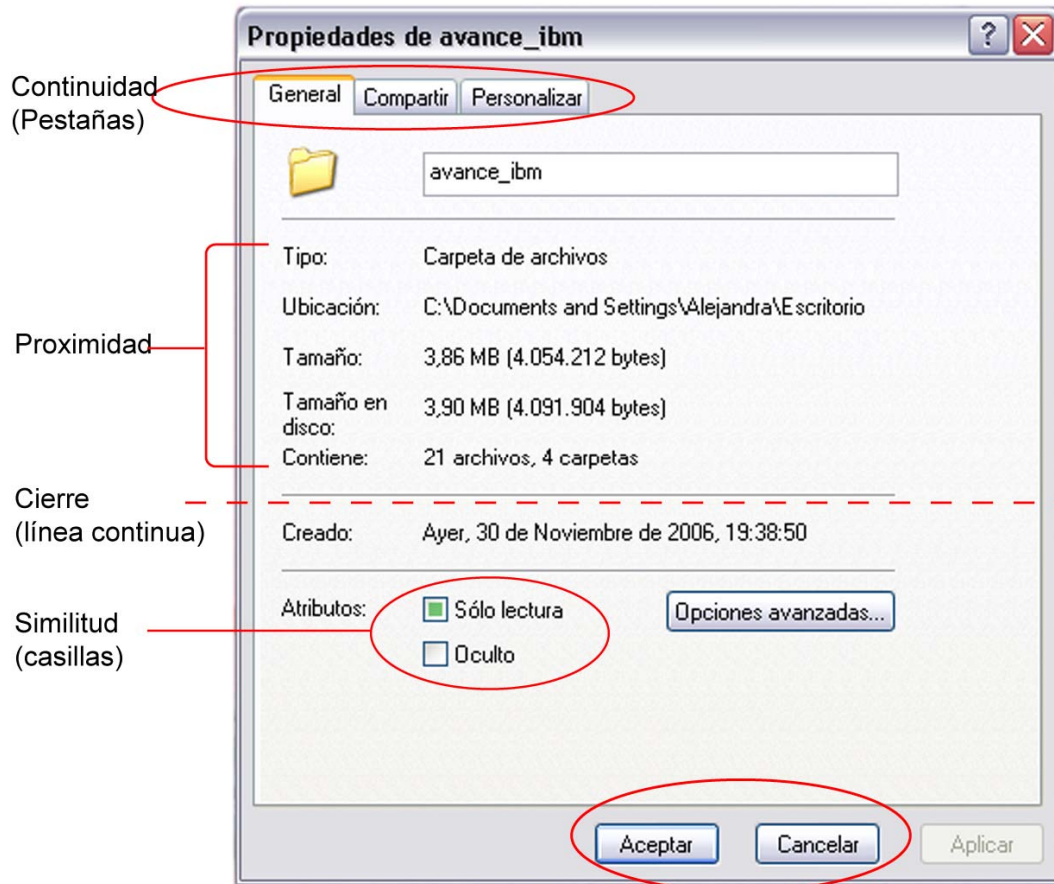 Propiedades de avance_ibm
?
Continuidad
(Pestañas)
General Compartir Personalizar
avance_ibm
Proximidad
Tipo: Carpeta de archivos
Ubicación: C:\Documents and Settings\Alejandra\Escritorio
Tamaño: 3,86 MB (4.054.212 bytes)
Tamaño en
disco: 3,90 MB (4.091.904 bytes)
Contiene: 21 archivos, 4 carpetas
Cierre
(línea continua)
Creado: Ayer, 30 de Noviembre de 2006, 19:38:50
Similitud
(casillas)
Atributos: Sólo lectura Opciones avanzadas...
Oculto
Aceptar Cancelar Aplicar